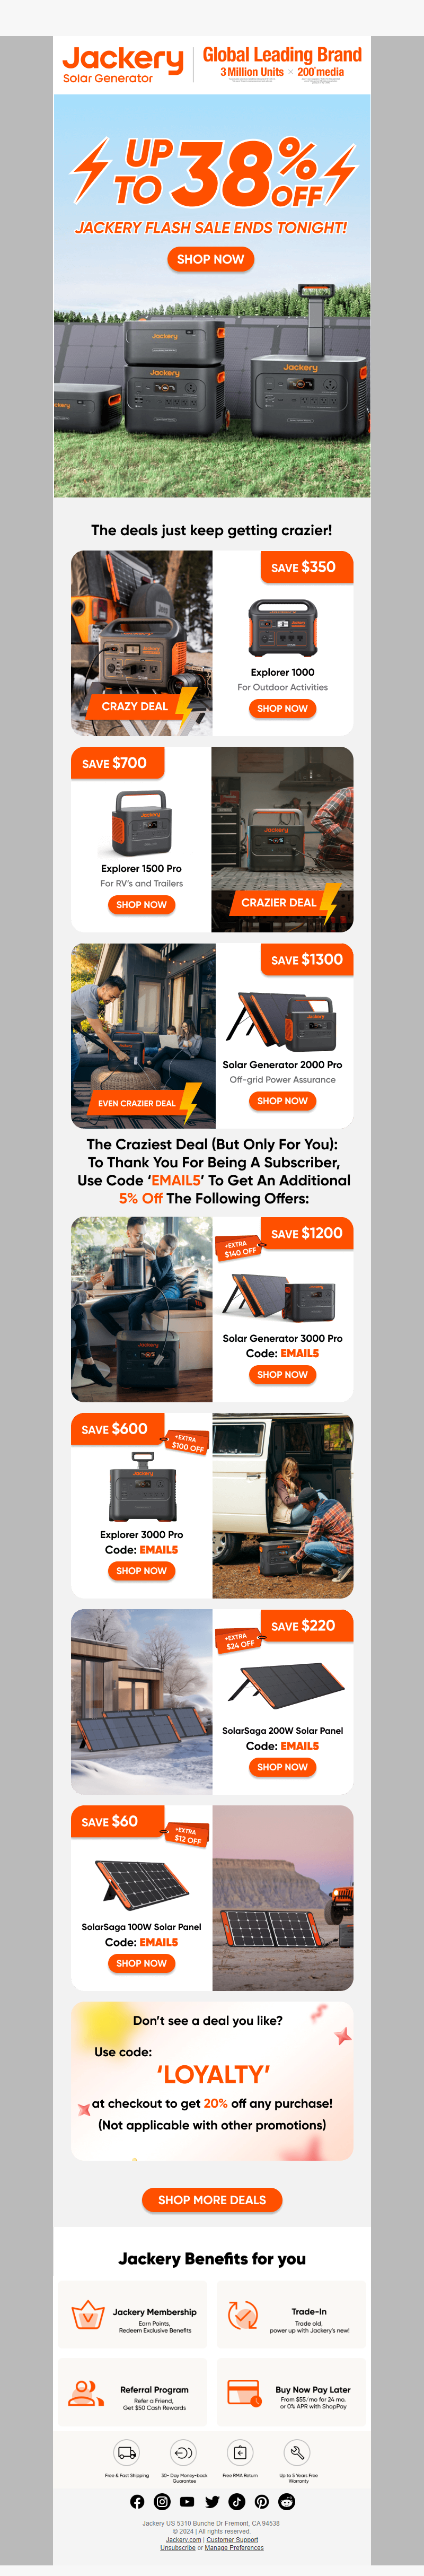 Jackery
Solar Generator
Global Leading Brand
3 Million Units × 200+ media
UP TO 38% OFF
JACKERY FLASH SALE ENDS TONIGHT!
SHOP NOW
Jackery
Jackery
Jackery
The deals just keep getting crazier!
CRAZY DEAL
SAVE $350
Explorer 1000
For Outdoor Activities
SHOP NOW
SAVE $700
Jackery
Explorer 1500 Pro
For RV's and Trailers
SHOP NOW
Jackery
CRAZIER DEAL
EVEN CRAZIER DEAL
SAVE $1300
Jackery
Solar Generator 2000 Pro
Off-grid Power Assurance
SHOP NOW
The Craziest Deal (But Only For You):
To Thank You For Being A Subscriber,
Use Code ‘EMAIL5’ To Get An Additional
5% Off The Following Offers:
SAVE $1200
+EXTRA
$140 OFF
Solar Generator 3000 Pro
Code: EMAIL5
SHOP NOW
SAVE $600
+EXTRA
$100 OFF
Jackery
Explorer 3000 Pro
Code: EMAIL5
SHOP NOW
SAVE $220
+EXTRA
$24 OFF
SolarSaga 200W Solar Panel
Code: EMAIL5
SHOP NOW
SAVE $60
+EXTRA
$12 OFF
SolarSaga 100W Solar Panel
Code: EMAIL5
SHOP NOW
Don’t see a deal you like?
Use code:
‘LOYALTY’
at checkout to get 20% off any purchase!
(Not applicable with other promotions)
SHOP MORE DEALS
Jackery Benefits for you
Jackery Membership
Earn Points,
Redeem Exclusive Benefits
Trade-In
Trade old,
power up with Jackery's new!
Referral Program
Refer a Friend,
Get $50 Cash Rewards
Buy Now Pay Later
From $55/mo for 24 mo.
or 0% APR with ShopPay
Free & Fast Shipping
30- Day Money-back
Guarantee
Free RMA Return
Up to 5 Years Free
Warranty
Jackery US 5310 Bunche Dr Fremont, CA 94538
© 2024 | All rights reserved.
Jackery.com | Customer Support
Unsubscribe or Manage Preferences